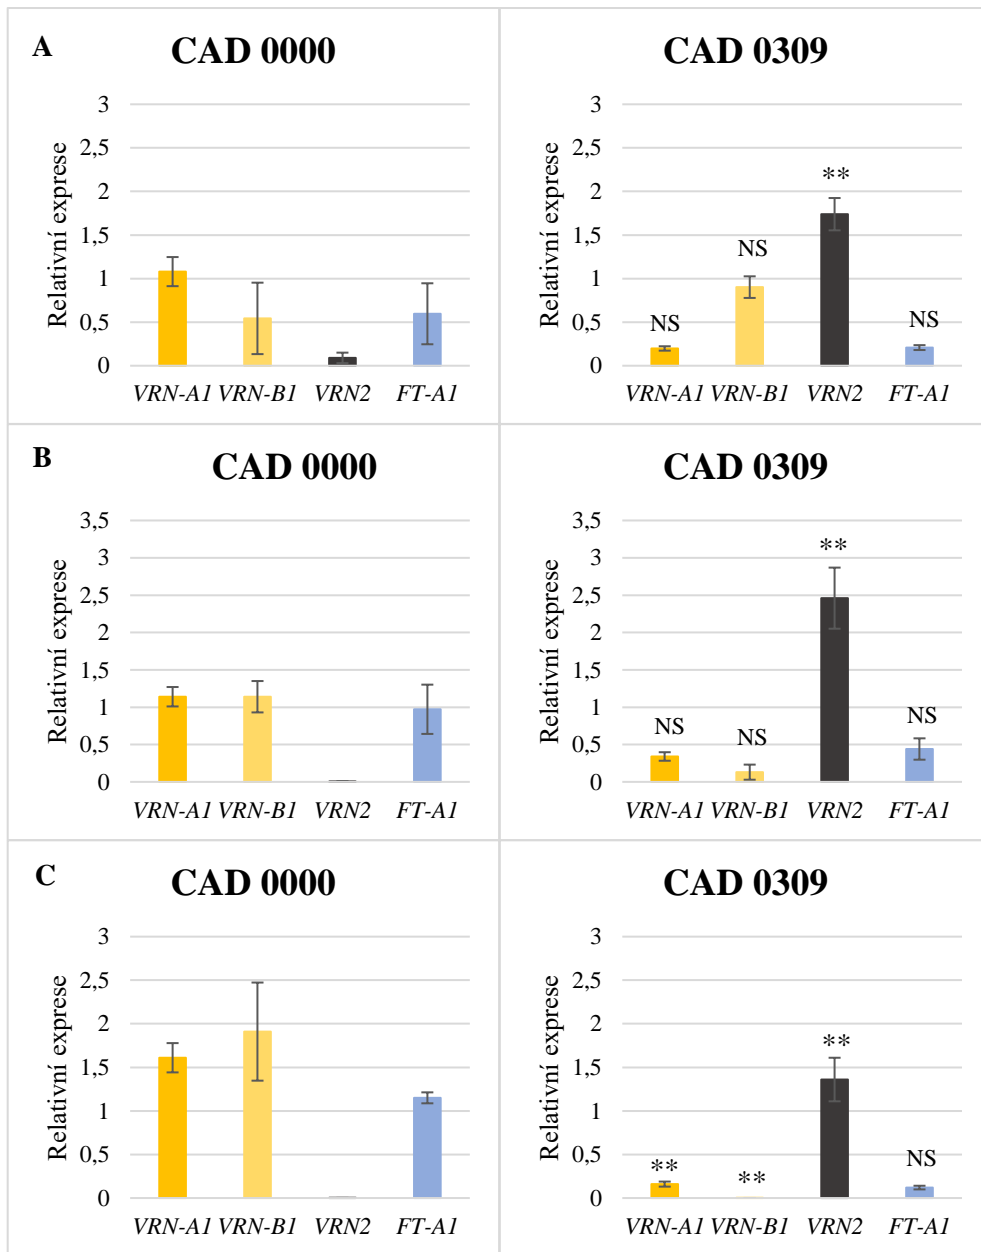 A
CAD 0000
Relativní exprese
3
2,5
2
1,5
1
0,5
0
VRN-A1 VRN-B1 VRN2 FT-A1
CAD 0309
Relativní exprese
3
2,5
2
1,5
1
0,5
0
NS
NS
**
NS
VRN-A1 VRN-B1 VRN2 FT-A1
B
CAD 0000
Relativní exprese
3,5
3
2,5
2
1,5
1
0,5
0
VRN-A1 VRN-B1 VRN2 FT-A1
CAD 0309
Relativní exprese
3,5
3
2,5
2
1,5
1
0,5
0
NS
NS
**
NS
VRN-A1 VRN-B1 VRN2 FT-A1
C
CAD 0000
Relativní exprese
3
2,5
2
1,5
1
0,5
0
VRN-A1 VRN-B1 VRN2 FT-A1
CAD 0309
Relativní exprese
3
2,5
2
1,5
1
0,5
0
**
**
**
NS
VRN-A1 VRN-B1 VRN2 FT-A1